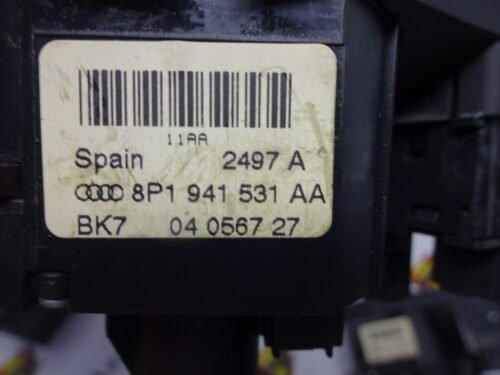 11AA
Spain 2497 A
8P1 941 531 AA
BK7 04 0567 27